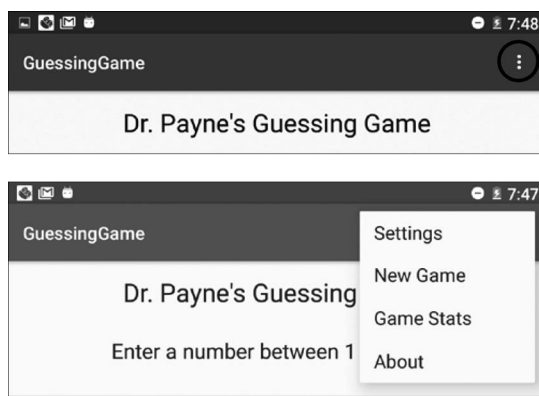 7:48
GuessingGame
Dr. Payne's Guessing Game
7:47
GuessingGame
Settings
Dr. Payne's Guessing
New Game
Game Stats
Enter a number between 1
About